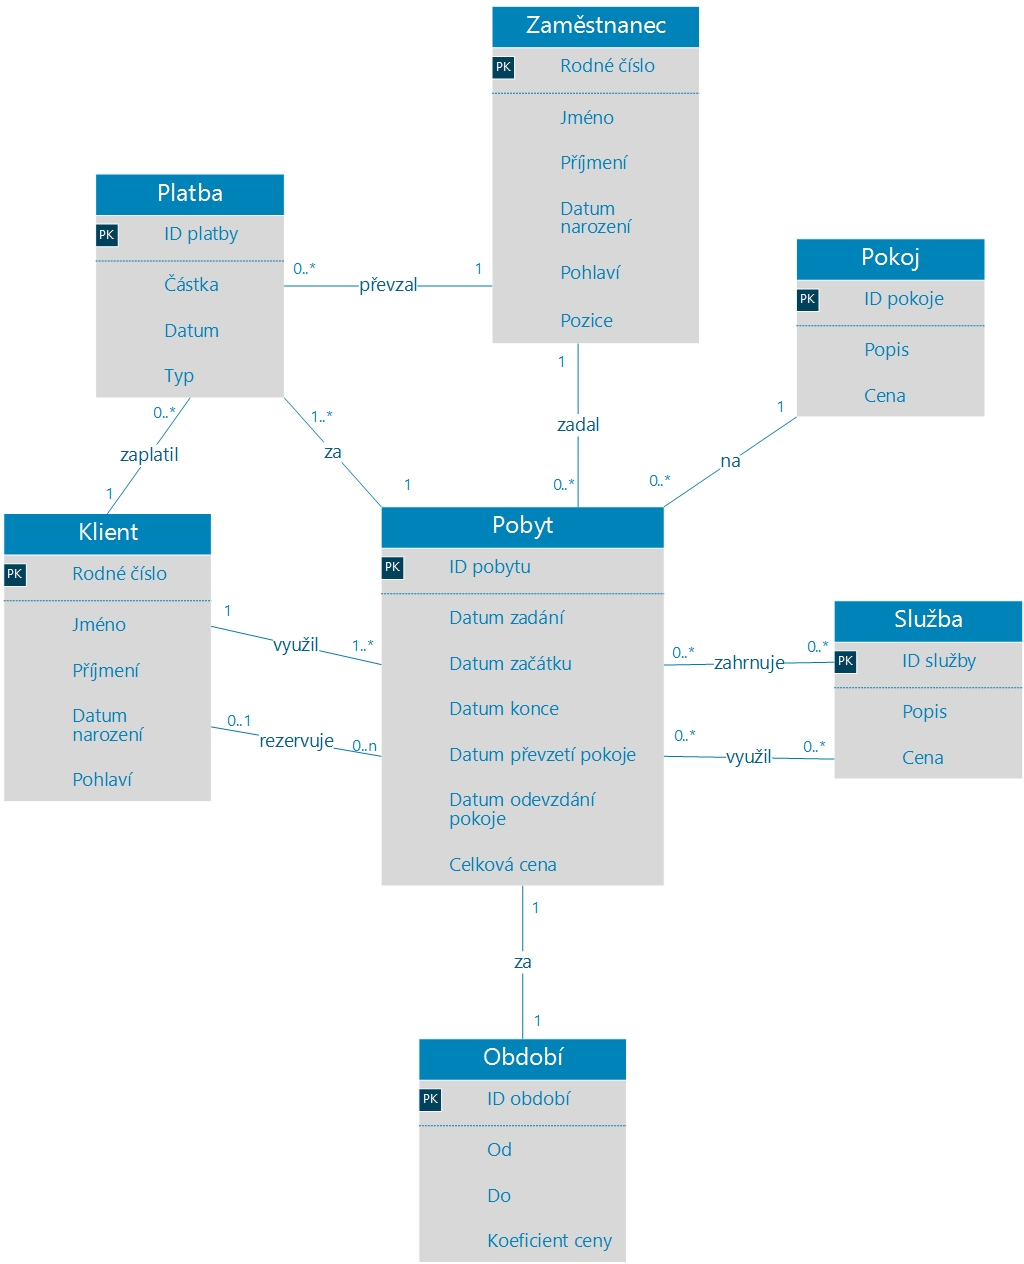 Zaměstnanec
PK
Rodné číslo
Jméno
Příjmení
Datum
narození
Pohlaví
Pozice
Platba
PK
ID platby
Částka
Datum
Typ
0..*
převzal
1
Pokoj
PK
ID pokoje
Popis
Cena
1
zadal
0..*
1
na
0..*
0..*
zaplatil
1
1..*
za
1
Klient
PK
Rodné číslo
Jméno
Příjmení
Datum
narození
Pohlaví
Pobyt
PK
ID pobytu
Datum zadání
Datum začátku
Datum konce
Datum převzetí pokoje
Datum odevzdání
pokoje
Celková cena
1
využil
1..*
0..1
rezervuje
0..n
Služba
PK
ID služby
Popis
Cena
0..*
zahrnuje
0..*
0..*
využil
0..*
1
za
1
Období
PK
ID období
Od
Do
Koeficient ceny